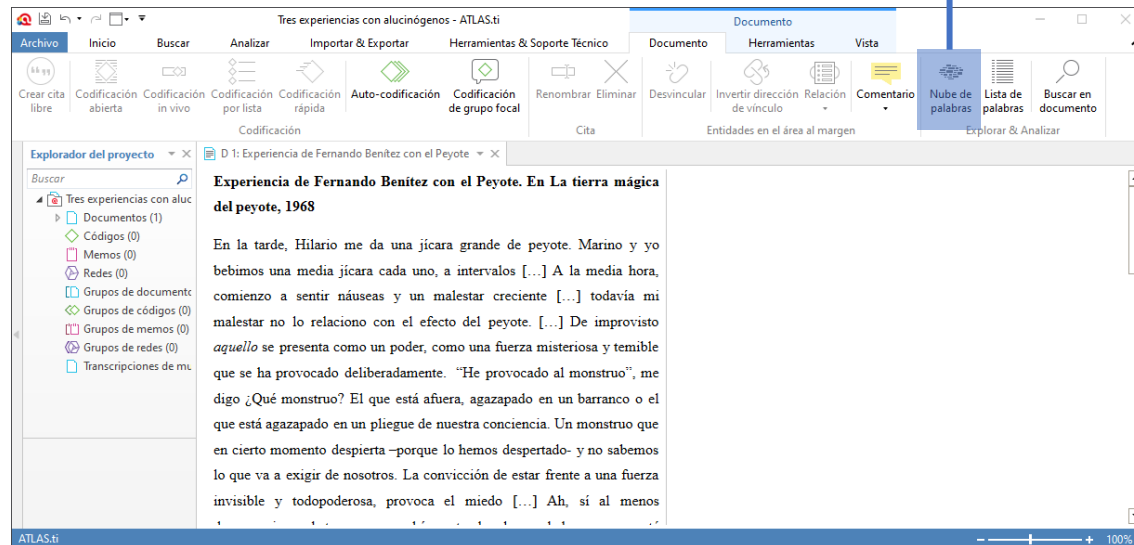 Tres experiencias con alucinógenos - ATLAS.ti
Documento
Archivo Inicio Buscar Analizar Importar & Exportar Herramientas & Soporte Técnico Documento Herramientas Vista
Crear cita libre
Codificación abierta
Codificación in vivo
Codificación por lista
Codificación rápida
Auto-codificación
Codificación de grupo focal
Renombrar Eliminar
Desvincular
Invertir dirección de vínculo
Relación
Comentario
Nube de palabras
Lista de palabras
Buscar en documento
Codificación Cita Entidades en el área al margen Explorar & Analizar
Explorador del proyecto
Buscar
Tres experiencias con aluc
Documentos (1)
Códigos (0)
Memos (0)
Redes (0)
Grupos de documentc
Grupos de códigos (0)
Grupos de memos (0)
Grupos de redes (0)
Transcripciones de mu
D 1: Experiencia de Fernando Benítez con el Peyote
Experiencia de Fernando Benítez con el Peyote. En La tierra mágica
del peyote, 1968
En la tarde, Hilario me da una jícara grande de peyote. Marino y yo
bebimos una media jícara cada uno, a intervalos […] A la media hora,
comienzo a sentir náuseas y un malestar creciente […] todavía mi
malestar no lo relaciono con el efecto del peyote. […] De improvisto
aquello se presenta como un poder, como una fuerza misteriosa y temible
que se ha provocado deliberadamente. “He provocado al monstruo”, me
digo ¿Qué monstruo? El que está afuera, agazapado en un barranco o el
que está agazapado en un pliegue de nuestra conciencia. Un monstruo que
en cierto momento despierta –porque lo hemos despertado- y no sabemos
lo que va a exigir de nosotros. La convicción de estar frente a una fuerza
invisible y todopoderosa, provoca el miedo […] Ah, sí al menos
ATLAS.ti
100%